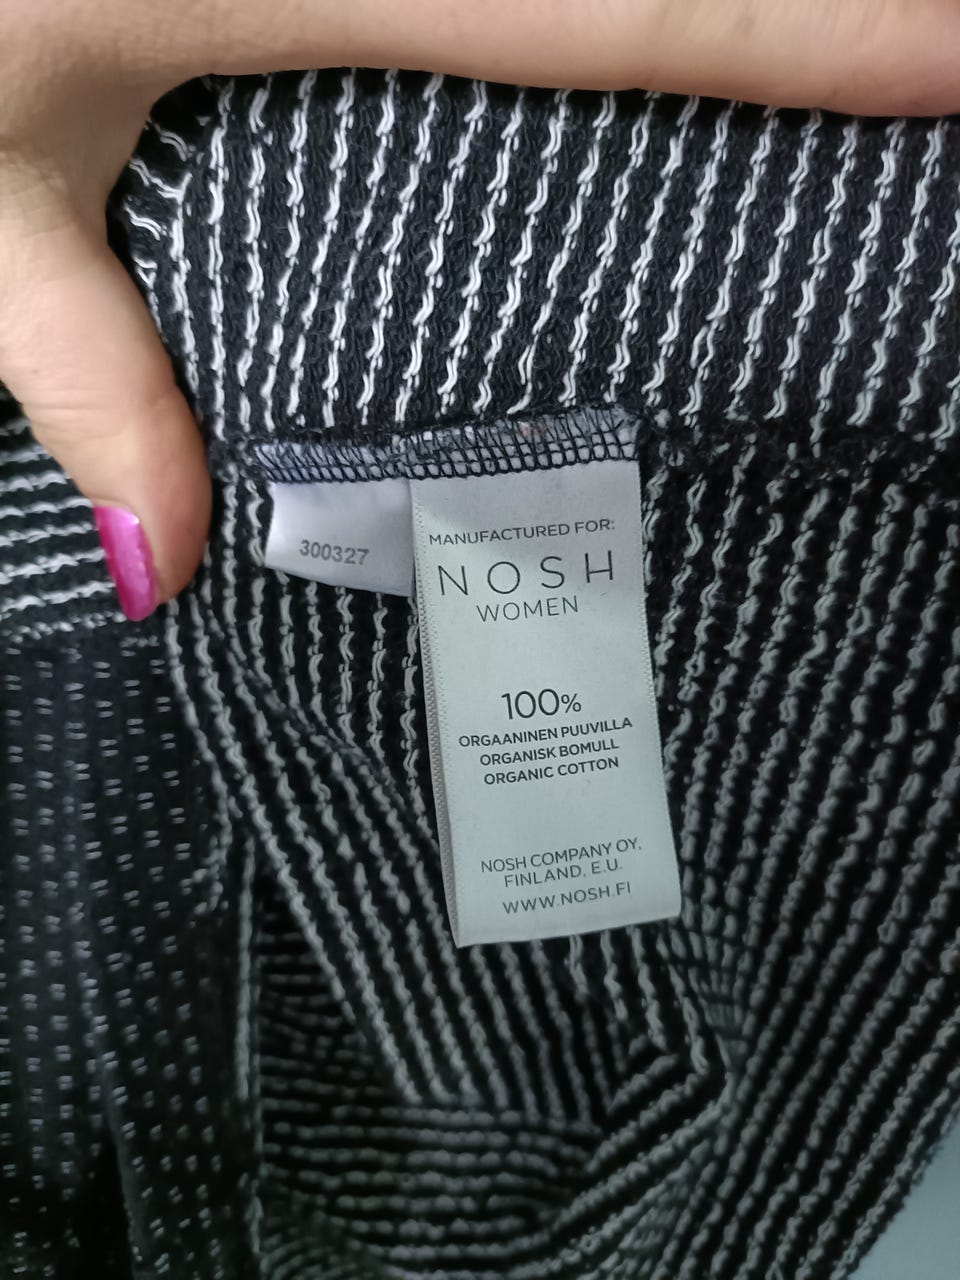 300327
MANUFACTURED FOR:
NOSH
WOMEN
100%
ORGAANINEN PUUVILLA
ORGANISK BOMULL
ORGANIC COTTON
NOSH COMPANY OY,
FINLAND, E.U.
WWW.NOSH.FI